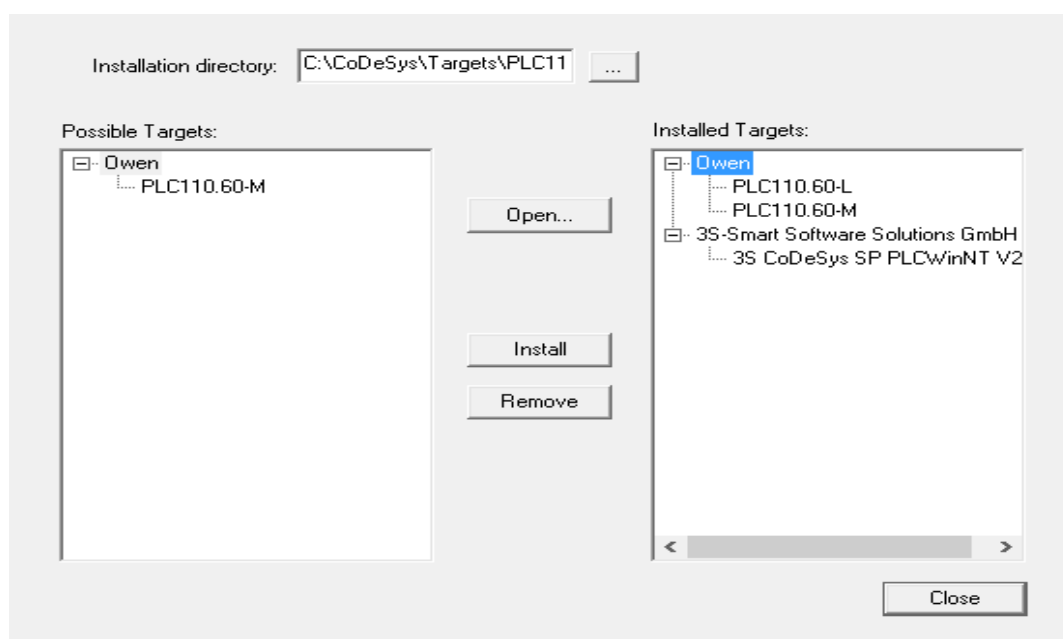 Installation directory: C:\CoDeSys\Targets\PLC11 ...
Possible Targets:
Owen
PLC110.60-M
Open...
Install
Remove
Installed Targets:
Owen
PLC110.60-L
PLC110.60-M
3S-Smart Software Solutions GmbH
3S CoDeSys SP PLCWinNT V2
Close